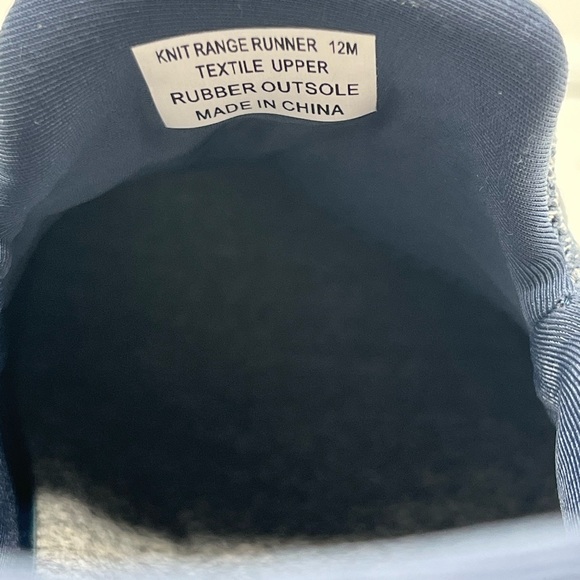 KNIT RANGE RUNNER 12M
TEXTILE UPPER
RUBBER OUTSOLE
MADE IN CHINA